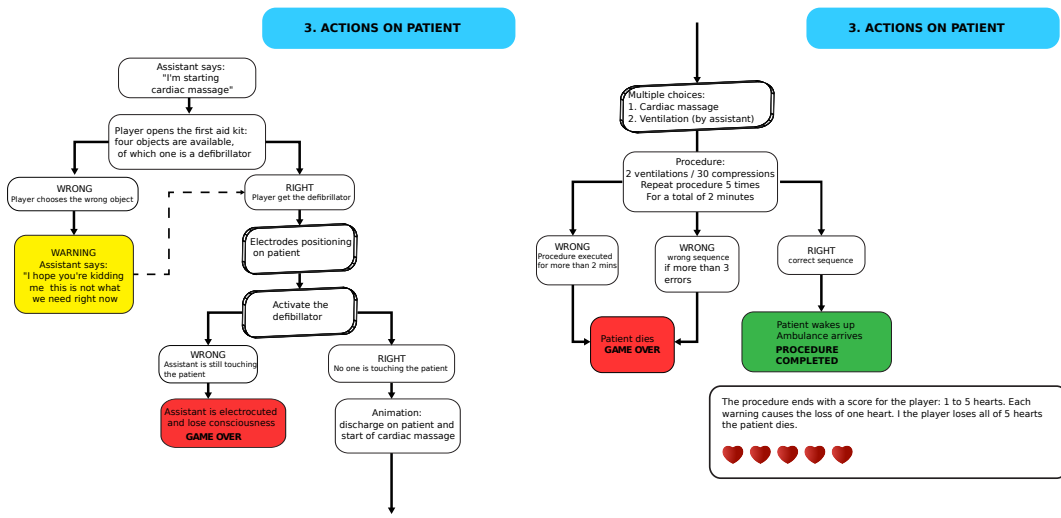 3. ACTIONS ON PATIENT
Assistant says:
"I'm starting
cardiac massage"
Player opens the first aid kit:
four objects are available,
of which one is a defibrillator
WRONG
Player chooses the wrong object
RIGHT
Player get the defibrillator
WARNING
Assistant says:
"I hope you're kidding
me this is not what
we need right now
Electrodes positioning
on patient
Activate the
defibillator
WRONG
Assistant is still touching
the patient
RIGHT
No one is touching the patient
Assistant is electrocuted
and lose consciousness
GAME OVER
Animation:
discharge on patient and
start of cardiac massage
3. ACTIONS ON PATIENT
Multiple choices:
1. Cardiac massage
2. Ventilation (by assistant)
Procedure:
2 ventilations / 30 compressions
Repeat procedure 5 times
For a total of 2 minutes
WRONG
Procedure executed
for more than 2 mins
WRONG
wrong sequence
if more than 3
errors
RIGHT
correct sequence
Patient dies
GAME OVER
Patient wakes up
Ambulance arrives
PROCEDURE
COMPLETED
The procedure ends with a score for the player: 1 to 5 hearts. Each
warning causes the loss of one heart. I the player loses all of 5 hearts
the patient dies.